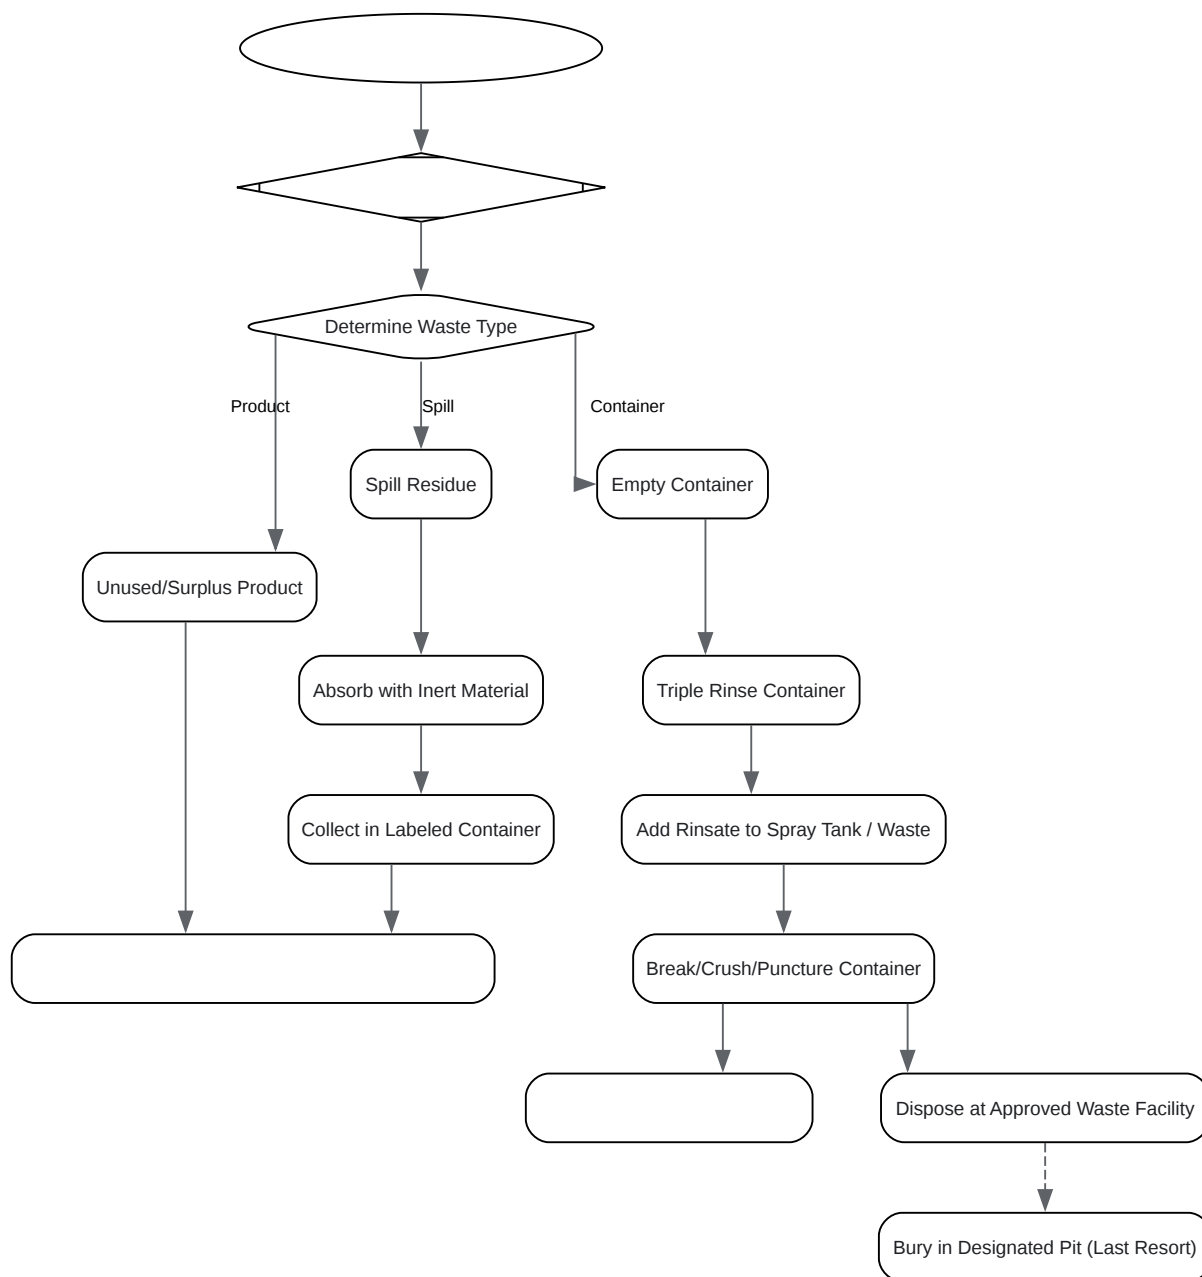 Determine Waste Type
Product
Spill
Container
Spill Residue
Empty Container
Unused/Surplus Product
Absorb with Inert Material
Triple Rinse Container
Collect in Labeled Container
Add Rinsate to Spray Tank / Waste
Break/Crush/Puncture Container
Dispose at Approved Waste Facility
Bury in Designated Pit (Last Resort)